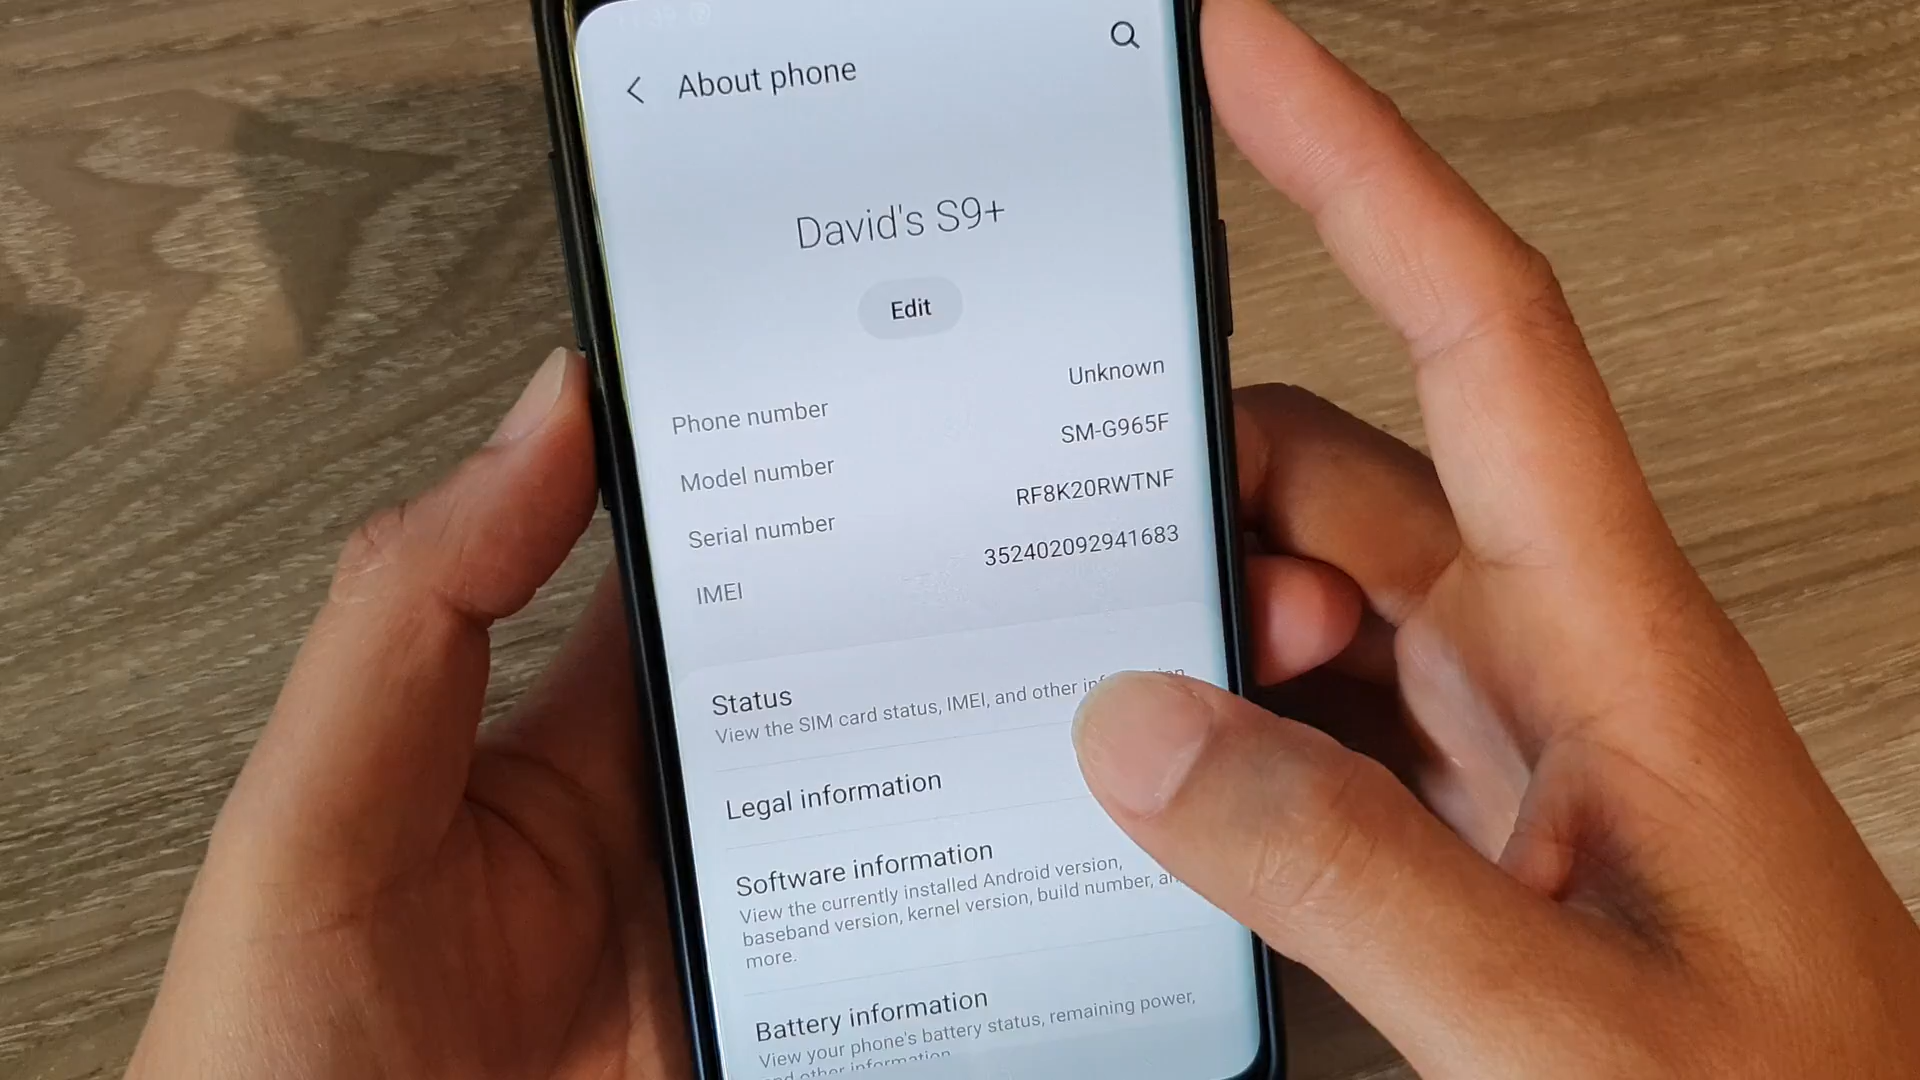 About phone
David's S9+
Edit
Phone number Unknown
Model number SM-G965F
Serial number RF8K20RWTNF
IMEI 352402092941683
Status
View the SIM card status, IMEI, and other
Legal information
Software information
View the currently installed Android version,
baseband version, kernel version, build number,
more.
Battery information
View your phone's battery status, remaining power,
and other information.